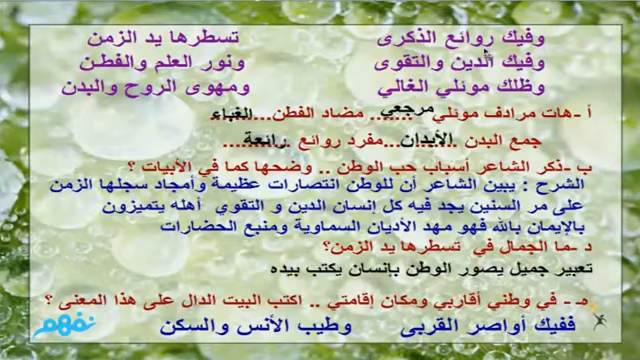 وفيك روائع الذكرى تسطرها يد الزمن
وفيك الدين والتقوى ونور العلم والفطن
وظلك موئلي الغالي ومهوى الروح والبدن
أ -هات مرادف موئلي مرجعي....... مضاد الفطن...الغباء...
جمع البدن ...الأبدان...مفرد روائع ...رائعة...
ب -ذكر الشاعر أسباب حب الوطن .. وضحها كما في الأبيات ؟
الشرح : يبين الشاعر أن للوطن انتصارات عظيمة وأمجاد سجلها الزمن
على مر السنين يجد فيه كل إنسان الدين و التقوي أهله يتميزون
بالإيمان بالله فهو مهد الأديان السماوية ومنبع الحضارات
د -ما الجمال في تسطرها يد الزمن؟
تعبير جميل يصور الوطن بإنسان يكتب بيده
هـ - في وطني أقاربي ومكان إقامتي .. اكتب البيت الدال على هذا المعنى ؟
ففيك أواصر القربى وطيب الأنس والسكن
نفهم